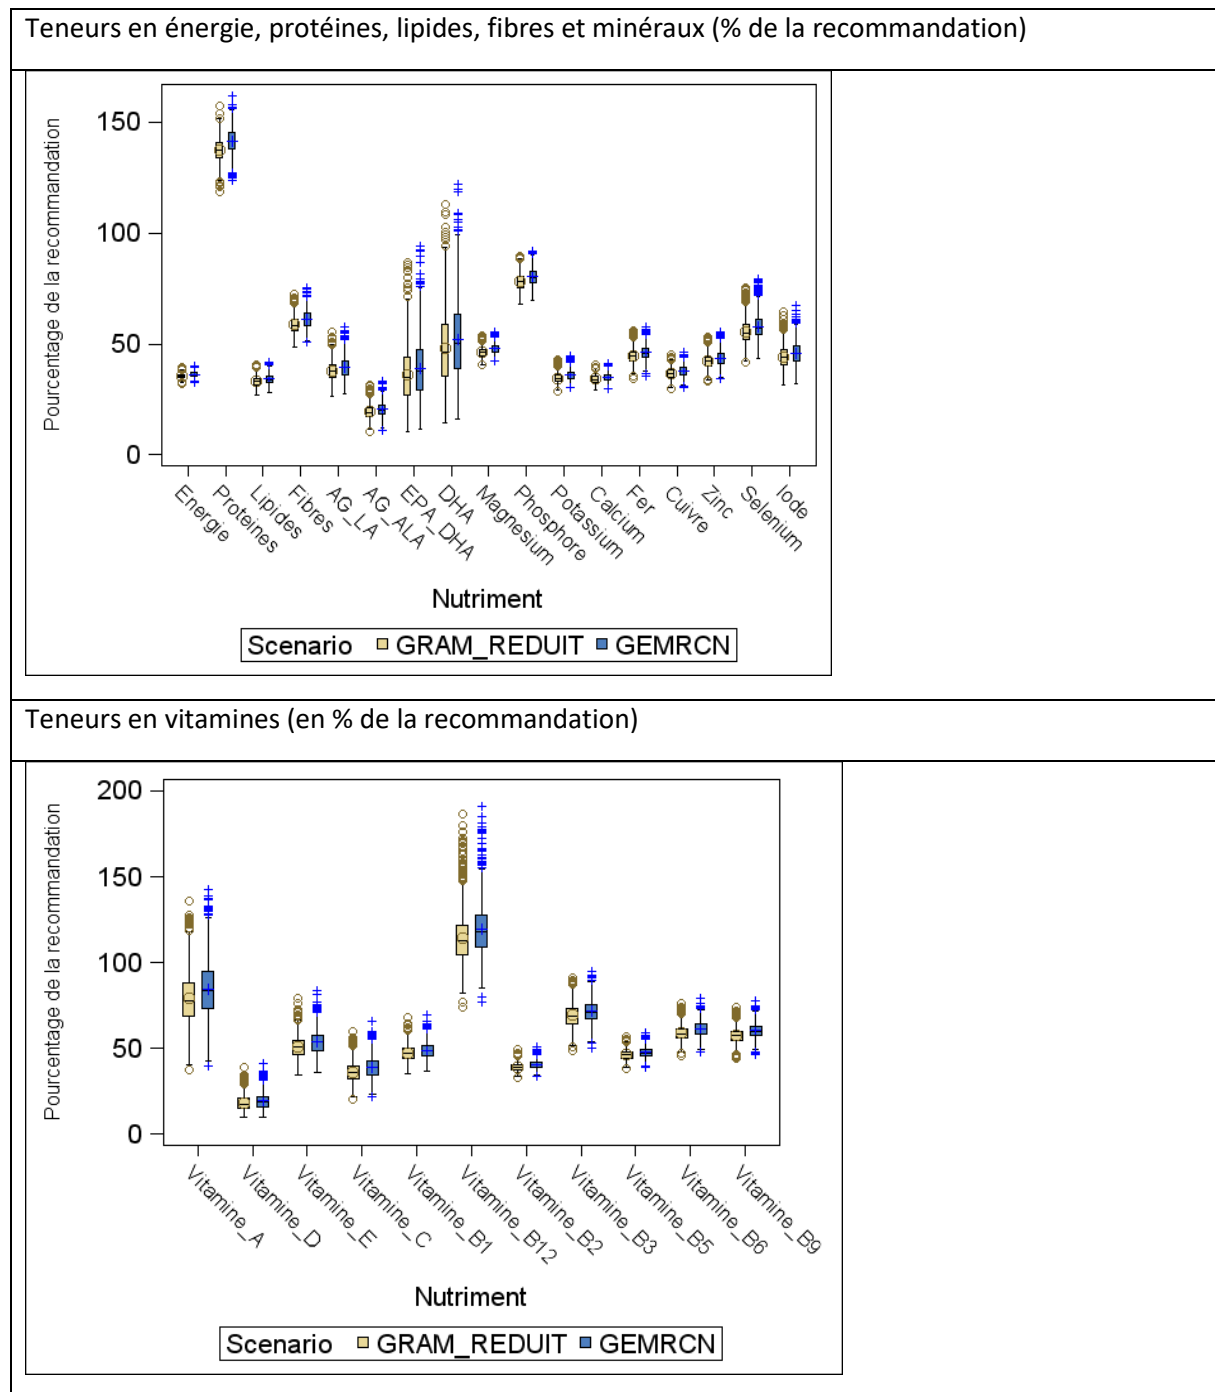 Teneurs en énergie, protéines, lipides, fibres et minéraux (% de la recommandation)
Pourcentage de la recommandation
150
100
50
0
Energie
Proteines
Lipides
Fibres
AG_LA
AG_ALA
EPA_DHA
DHA
Magnesium
Phosphore
Potassium
Calcium
Fer
Cuivre
Zinc
Selenium
Iode
Nutriment
Scenario GRAM_REDUIT GEMRCN
Teneurs en vitamines (en % de la recommandation)
Pourcentage de la recommandation
200
150
100
50
0
Vitamine_A
Vitamine_D
Vitamine_E
Vitamine_C
Vitamine_B1
Vitamine_B12
Vitamine_B2
Vitamine_B3
Vitamine_B5
Vitamine_B6
Vitamine_B9
Nutriment
Scenario GRAM_REDUIT GEMRCN